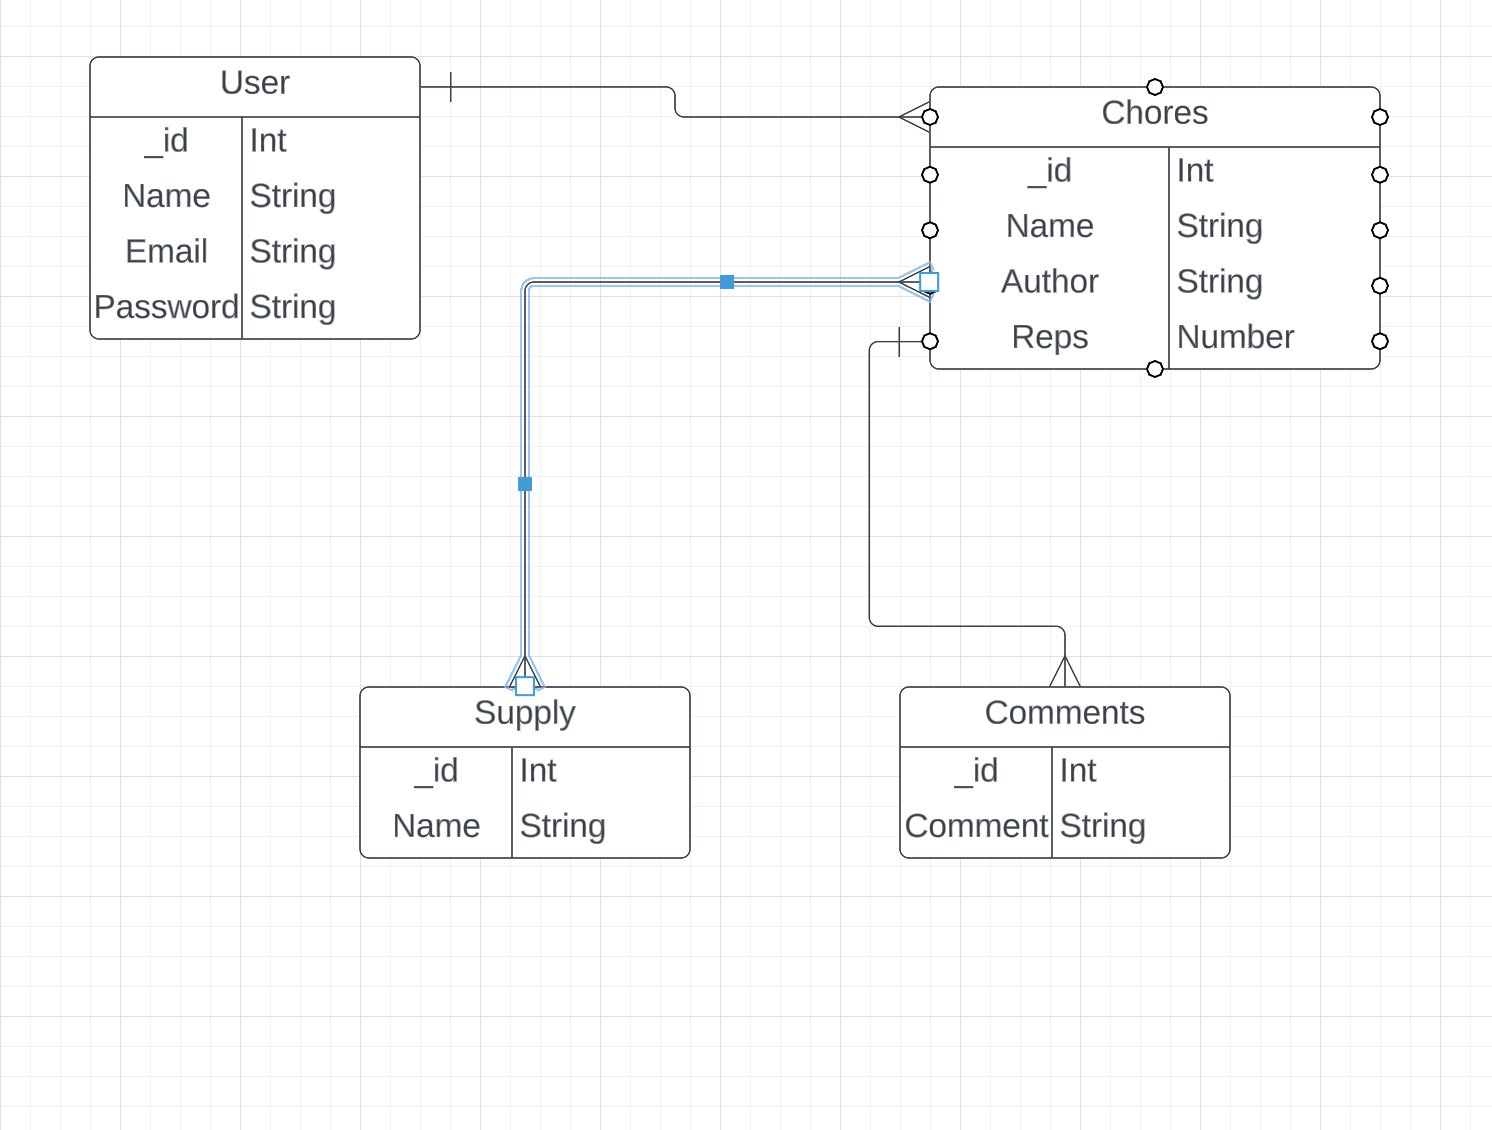 User
_id Int
Name String
Email String
Password String
Chores
_id Int
Name String
Author String
Reps Number
Supply
_id Int
Name String
Comments
_id Int
Comment String